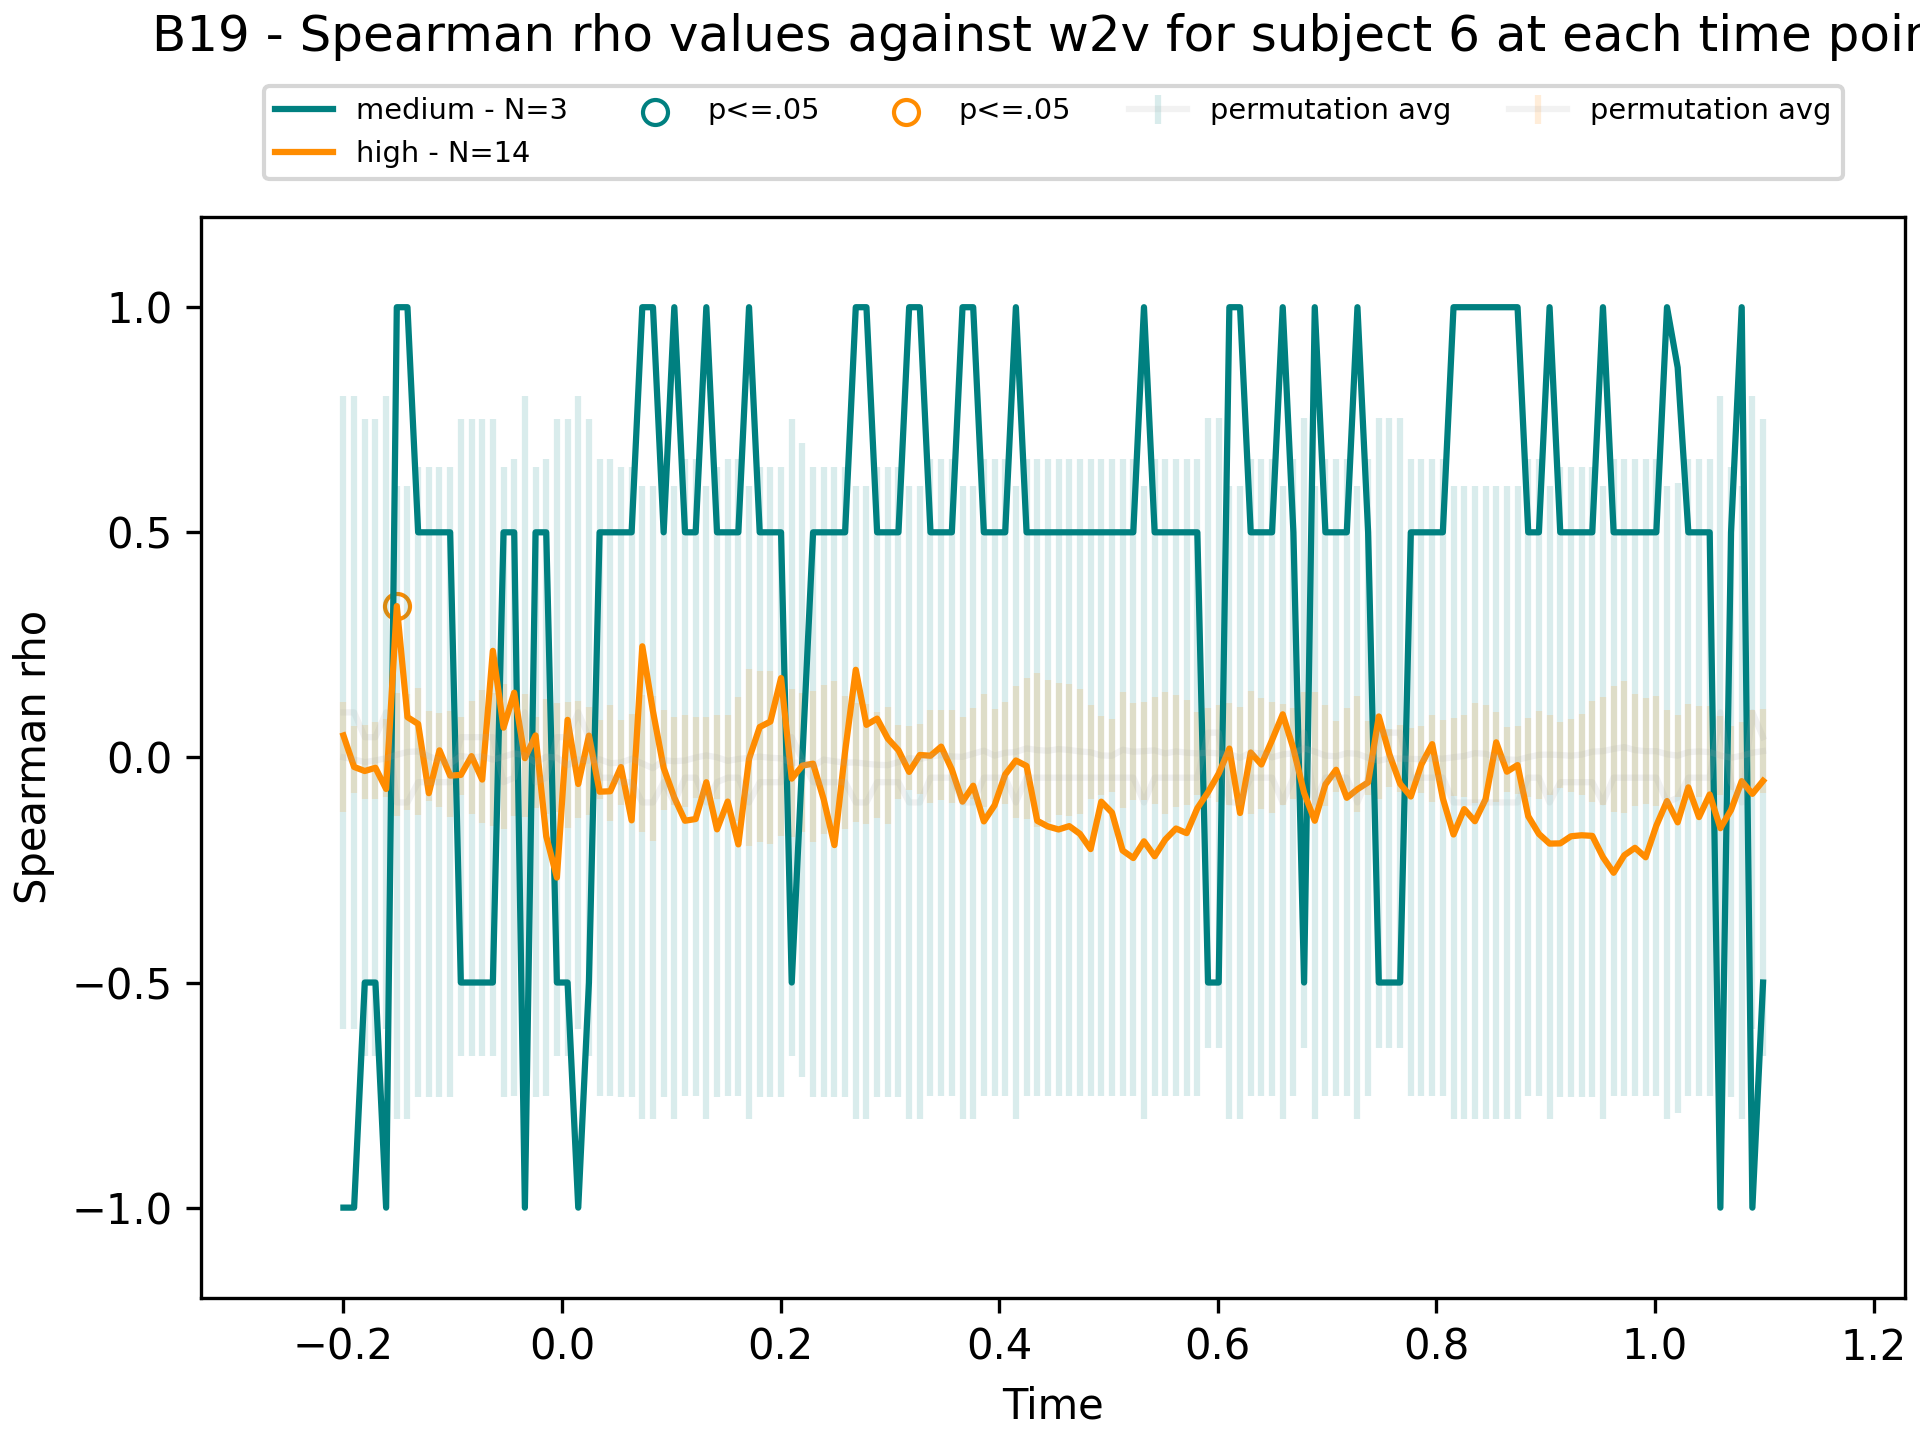 B19 - Spearman rho values against w2v for subject 6 at each time poin
medium - N=3
high - N=14
p<=.05
p<=.05
permutation avg
permutation avg
Spearman rho
1.0
0.5
0.0
−0.5
−1.0
−0.2 0.0 0.2 0.4 0.6 0.8 1.0 1.2
Time